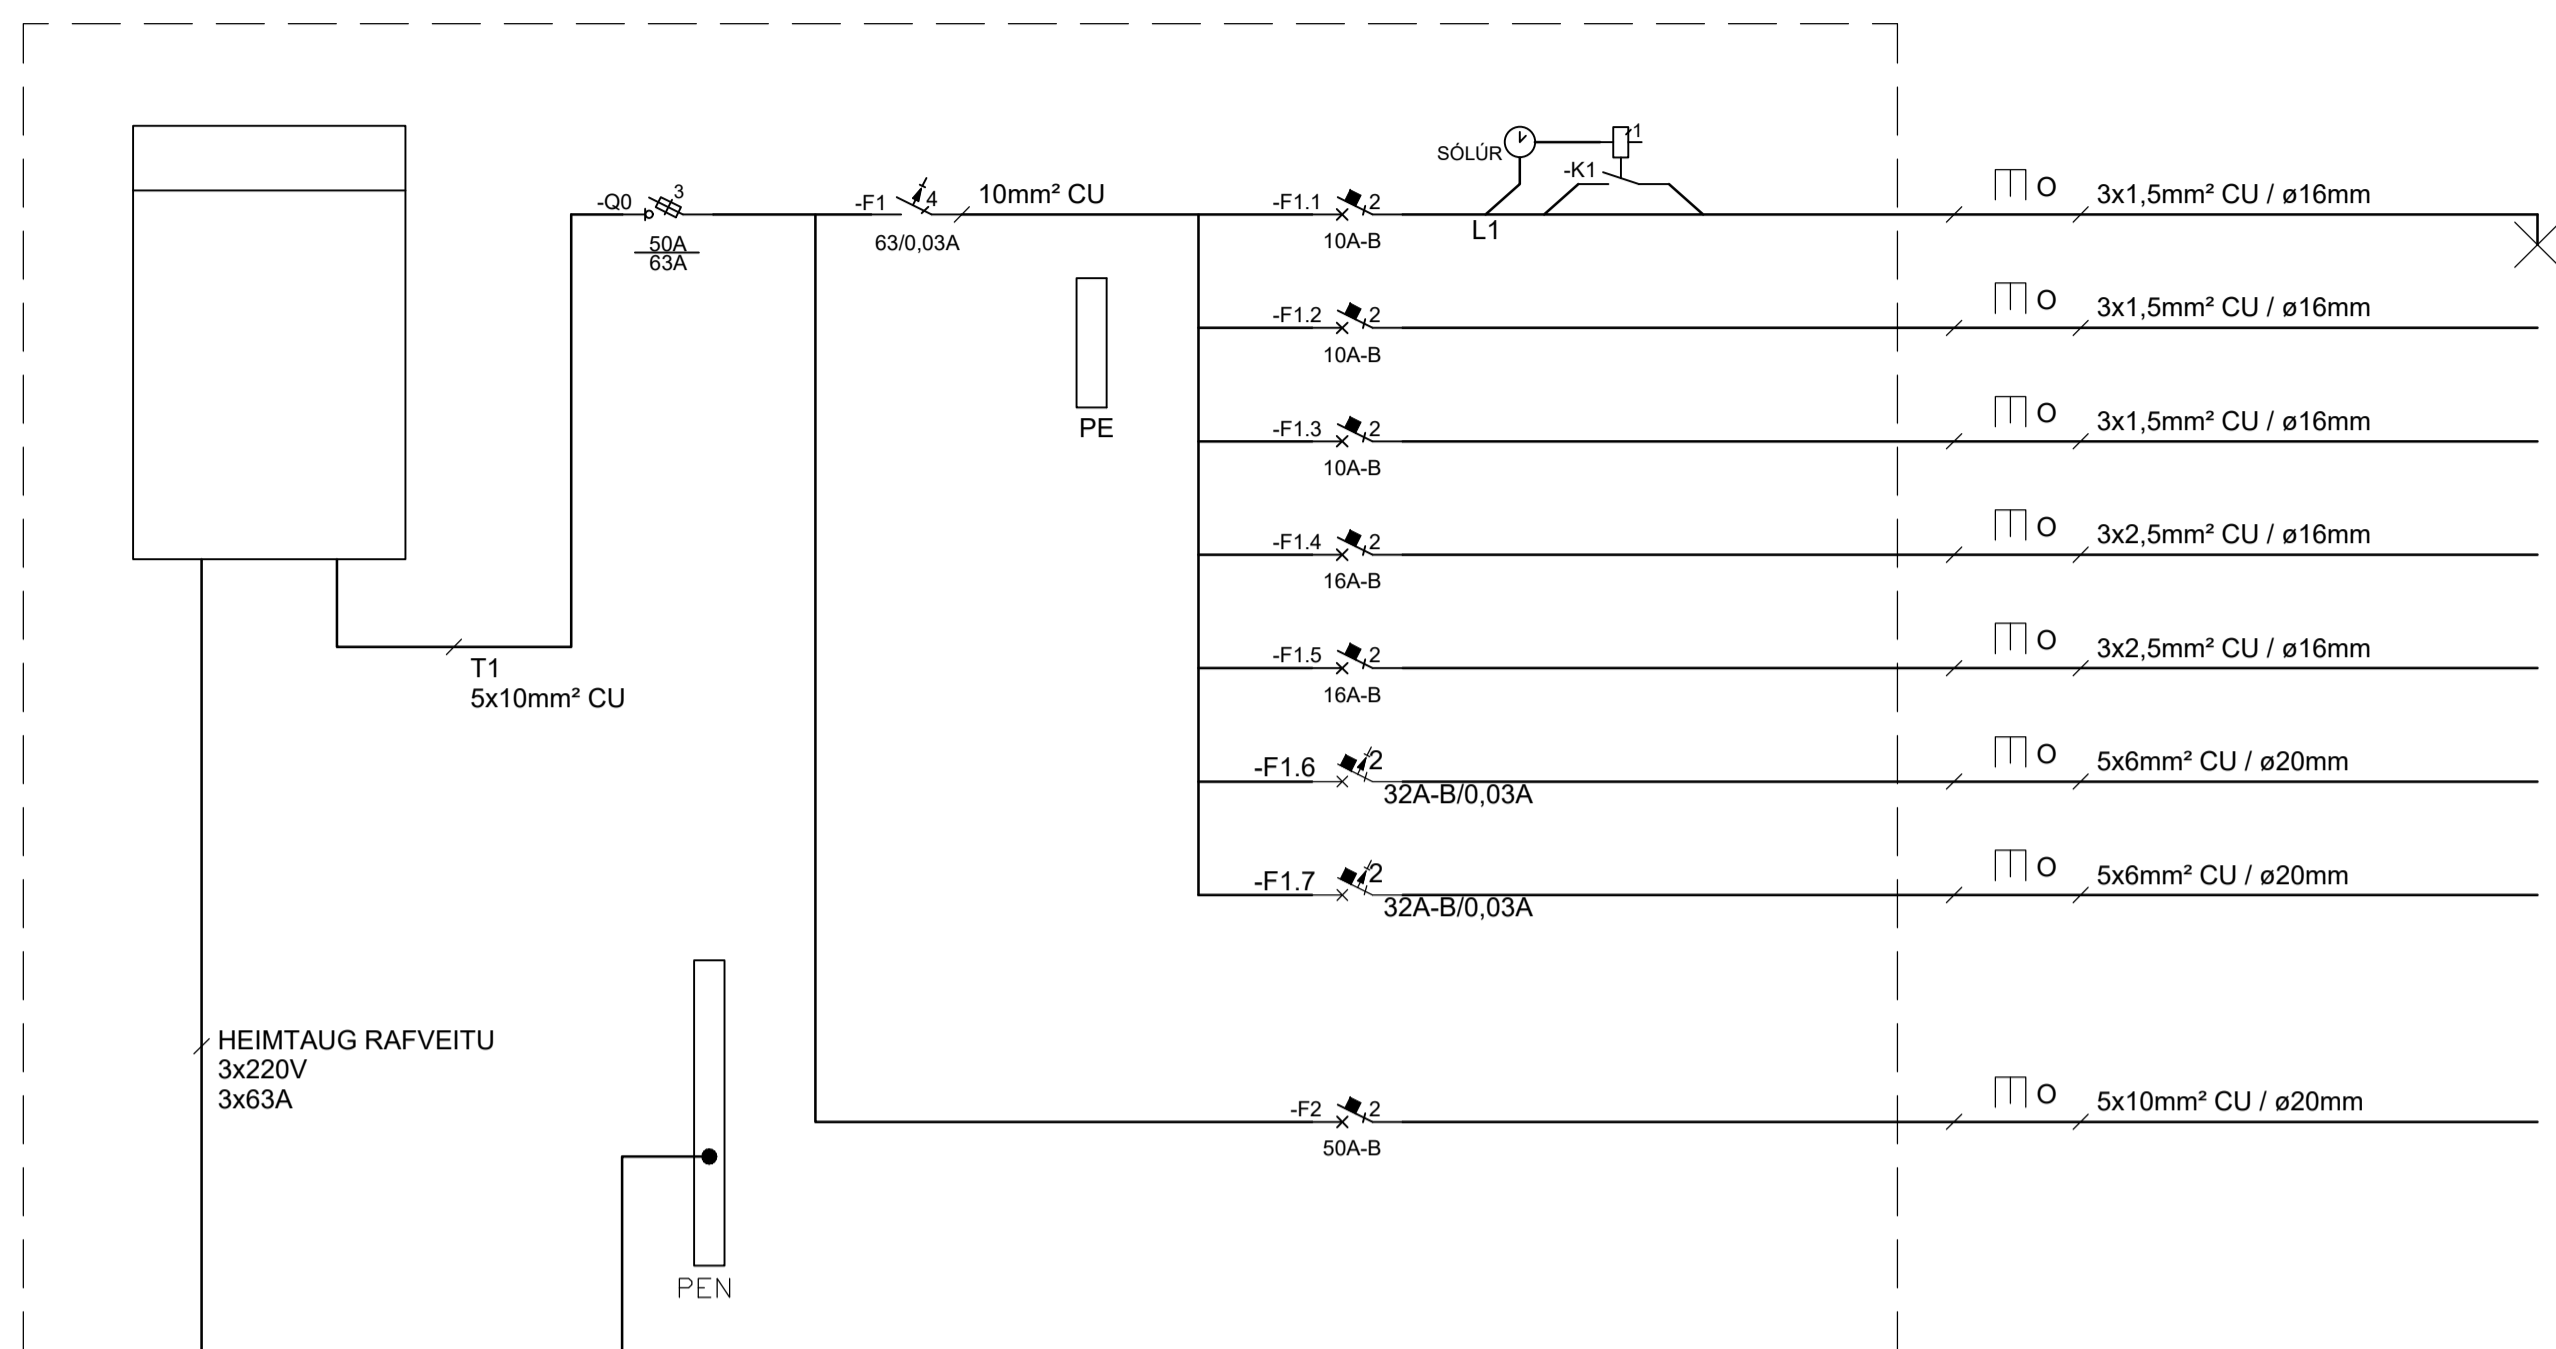 SÓLÚR
1
-K1
-Q0
3
50A
63A
-F1
4
63/0,03A
10mm² CU
-F1.1
2
10A-B
L1
O
3x1,5mm² CU / ø16mm
-F1.2
2
10A-B
O
3x1,5mm² CU / ø16mm
PE
-F1.3
2
10A-B
O
3x1,5mm² CU / ø16mm
-F1.4
2
16A-B
O
3x2,5mm² CU / ø16mm
-F1.5
2
16A-B
O
3x2,5mm² CU / ø16mm
T1
5x10mm² CU
-F1.6
2
32A-B/0,03A
O
5x6mm² CU / ø20mm
-F1.7
2
32A-B/0,03A
O
5x6mm² CU / ø20mm
HEIMTAUG RAFVEITU
3x220V
3x63A
-F2
2
50A-B
O
5x10mm² CU / ø20mm
PEN